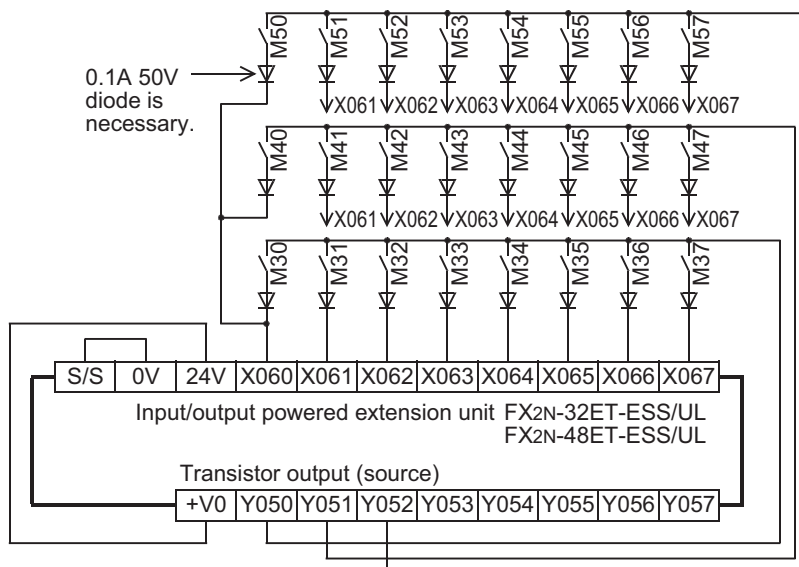 M50 M51 M52 M53 M54 M55 M56 M57
0.1A 50V
diode is
necessary.
X061 X062 X063 X064 X065 X066 X067
M40 M41 M42 M43 M44 M45 M46 M47
X061 X062 X063 X064 X065 X066 X067
M30 M31 M32 M33 M34 M35 M36 M37
S/S 0V 24V X060 X061 X062 X063 X064 X065 X066 X067
Input/output powered extension unit FX2N-32ET-ESS/UL
FX2N-48ET-ESS/UL
Transistor output (source)
+V0 Y050 Y051 Y052 Y053 Y054 Y055 Y056 Y057